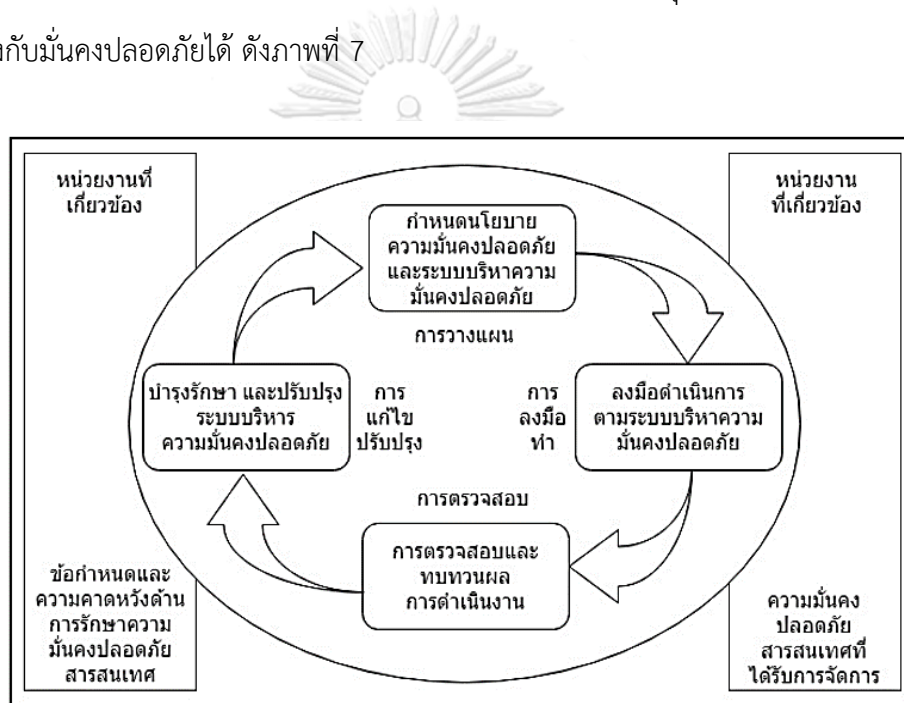 งกับมั่นคงปลอดภัยได้ ดังภาพที่ 7
หน่วยงานที่
เกี่ยวข้อง
หน่วยงาน
ที่เกี่ยวข้อง
กำหนดนโยบาย
ความมั่นคงปลอดภัย
และระบบบริหาความ
มั่นคงปลอดภัย
การวางแผน
บำรุงรักษา และปรับปรุง
ระบบบริหาร
ความมั่นคงปลอดภัย
การ
แก้ไข
ปรับปรุง
การ
ลงมือ
ทำ
ลงมือดำเนินการ
ตามระบบบริหาความ
มั่นคงปลอดภัย
การตรวจสอบ
การตรวจสอบและ
ทบทวนผล
การดำเนินงาน
ข้อกำหนดและ
ความคาดหวังด้าน
การรักษาความ
มั่นคงปลอดภัย
สารสนเทศ
ความมั่นคง
ปลอดภัย
สารสนเทศที่
ได้รับการจัดการ